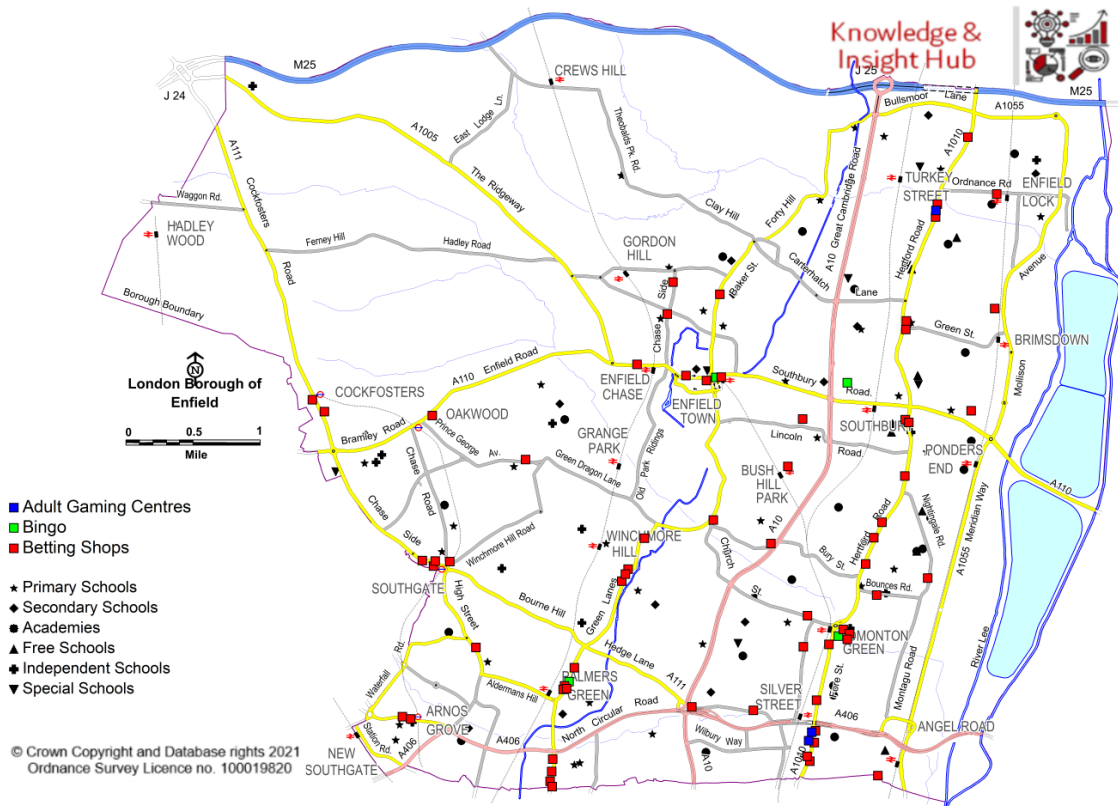 Knowledge &
Insight Hub
M25
J 24
CREWS HILL
J 25
M25
Bullsmoor Lane
A1055
East Lodge Ln.
Theobalds Pk. Rd.
A1005
A111
A1010
The Ridgeway
Cockfosters
Road
Waggon Rd.
HADLEY
WOOD
TURKEY
STREET
Ordnance Rd
ENFIELD
LOCK
Clay Hill
Forty Hill
A10 Great Cambridge Road
Ferney Hill
Hadley Road
GORDON
HILL
Baker St.
Carterhatch
Lane
Hertford Road
Avenue
Borough Boundary
Chase
Side
Green St.
BRIMSDOWN
N
London Borough of
Enfield
0 0.5 1
Mile
A110
Enfield Road
ENFIELD
CHASE
ENFIELD
TOWN
Southbury
Road.
Mollison
COCKFOSTERS
OAKWOOD
Bramley Road
Prince George
Av.
GRANGE
PARK
Old Park Ridings
Green Dragon Lane
Lincoln
Road.
SOUTHBURY
PONDERS
END
A110
BUSH
HILL
PARK
Chase
Road
Chase
Side
Winchmore Hill Road
WINCHMORE
HILL
A10
Hertford Road
Nightingale Rd.
A1055 Meridian Way
Church
St.
Bury St.
Bounces Rd.
Adult Gaming Centres
Bingo
Betting Shops
Primary Schools
Secondary Schools
Academies
Free Schools
Independent Schools
Special Schools
SOUTHGATE
High Street
Bourne Hill
Green Lanes
Hedge Lane
A111
EDMONTON
GREEN
Fore St.
Montagu Road
River Lee
Waterfall
Rd.
Aldermans Hill
PALMERS
GREEN
SILVER
STREET
ARNOS
GROVE
North Circular Road
A406
ANGEL ROAD
Station Rd.
A406
A406
Wilbury Way
A10
A1010
NEW
SOUTHGATE
© Crown Copyright and Database rights 2021
Ordnance Survey Licence no. 100019820